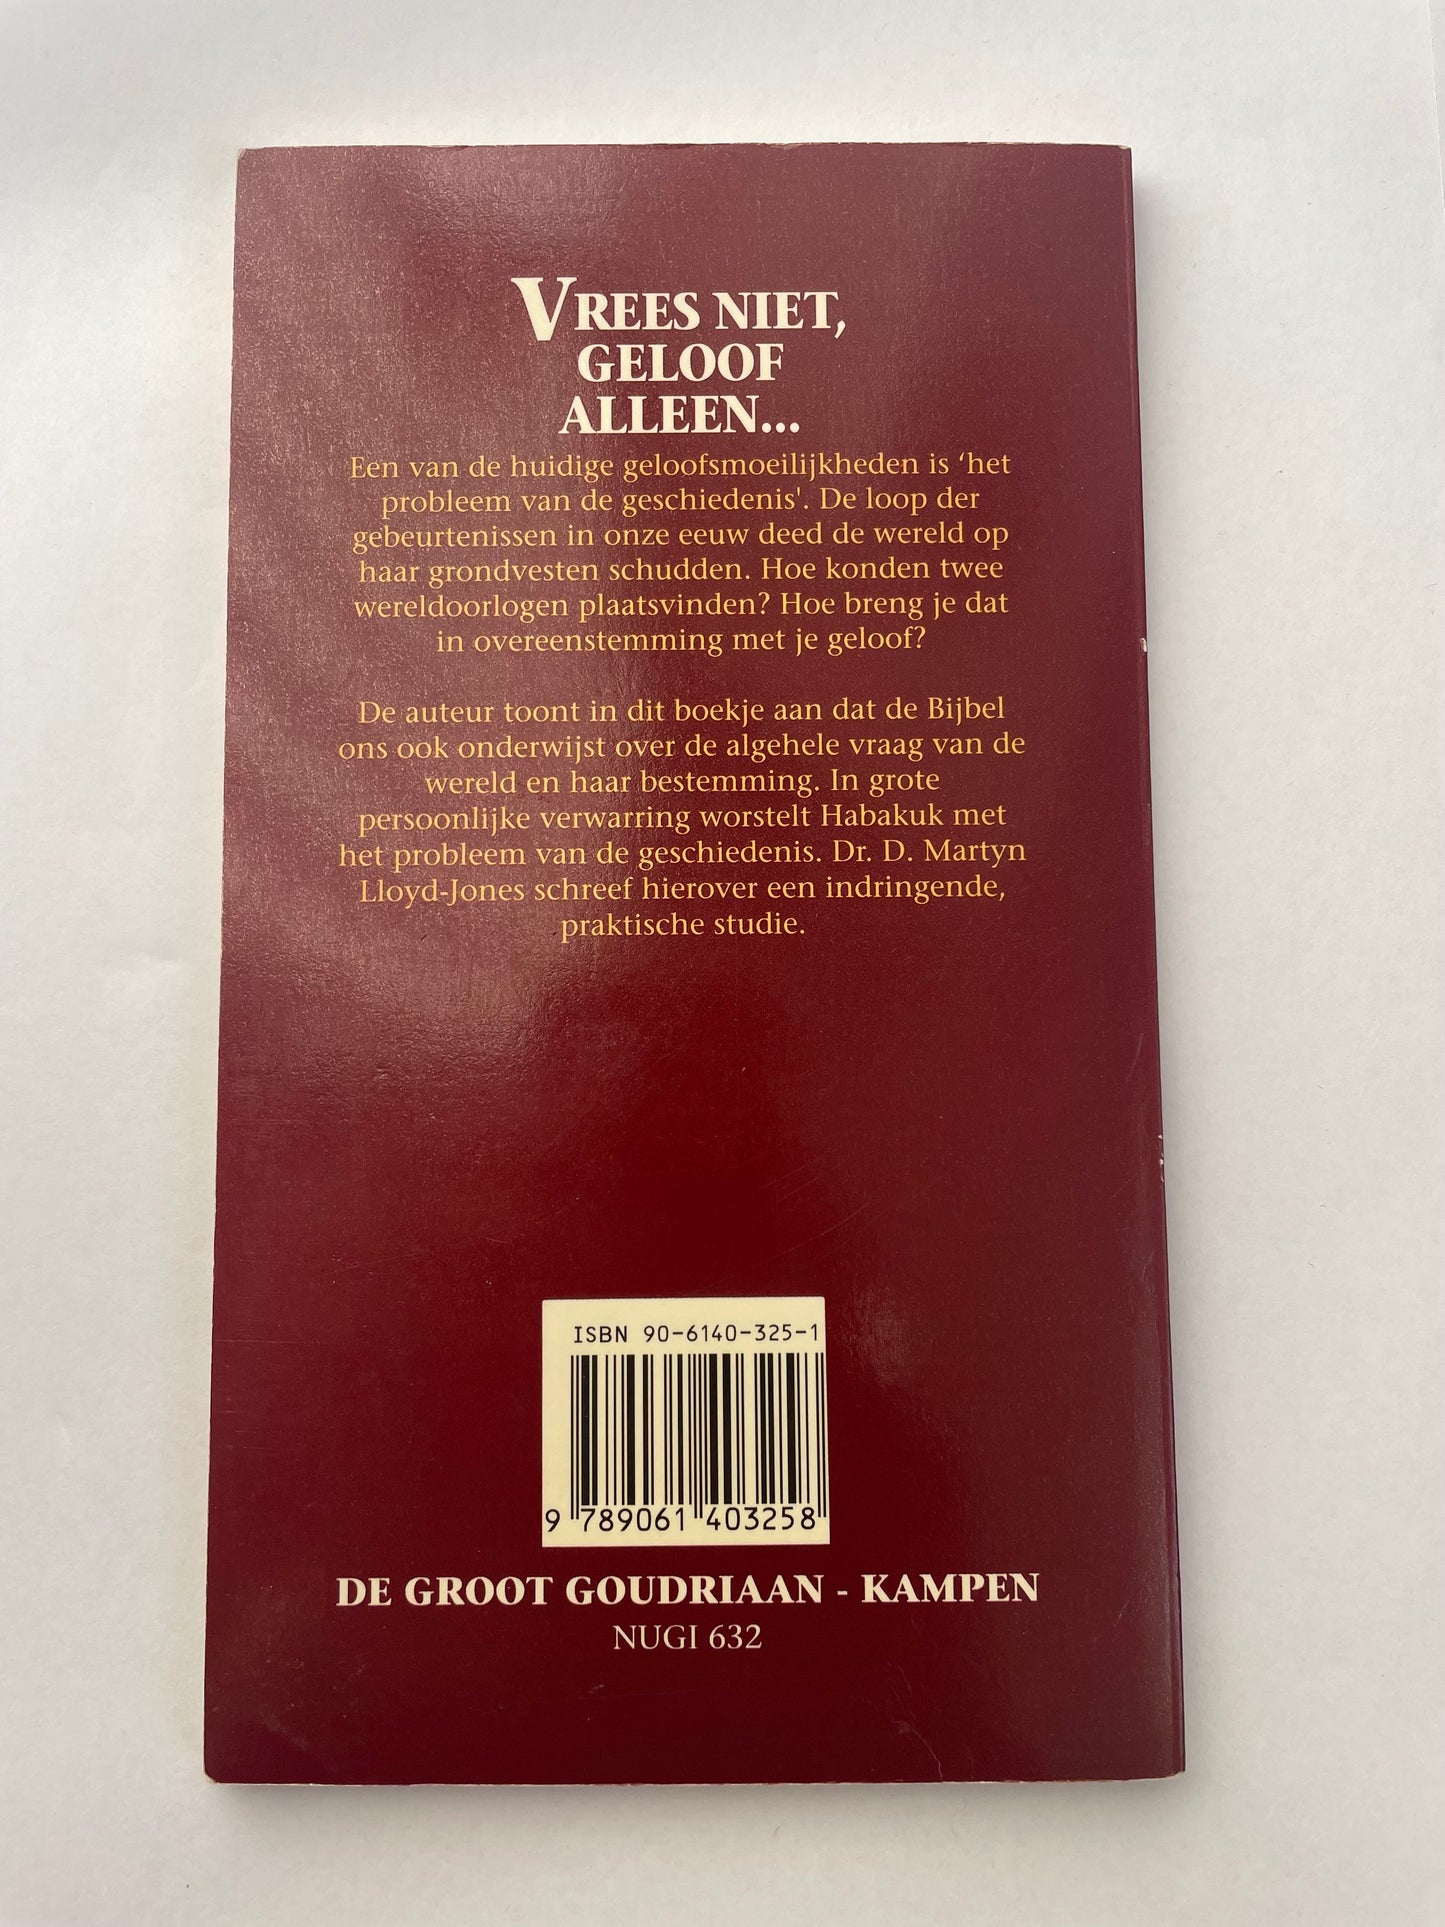 VREES NIET,
GELOOF
ALLEEN...
Een van de huidige geloofsmoeilijkheden is ‘het
probleem van de geschiedenis'. De loop der
gebeurtenissen in onze eeuw deed de wereld op
haar grondvesten schudden. Hoe konden twee
wereldoorlogen plaatsvinden? Hoe breng je dat
in overeenstemming met je geloof?
De auteur toont in dit boekje aan dat de Bijbel
ons ook onderwijst over de algehele vraag van de
wereld en haar bestemming. In grote
persoonlijke verwarring worstelt Habakuk met
het probleem van de geschiedenis. Dr. D. Martyn
Lloyd-Jones schreef hierover een indringende,
praktische studie.
ISBN 90-6140-325-1
9 789061 403258
DE GROOT GOUDRIAAN - KAMPEN
NUGI 632